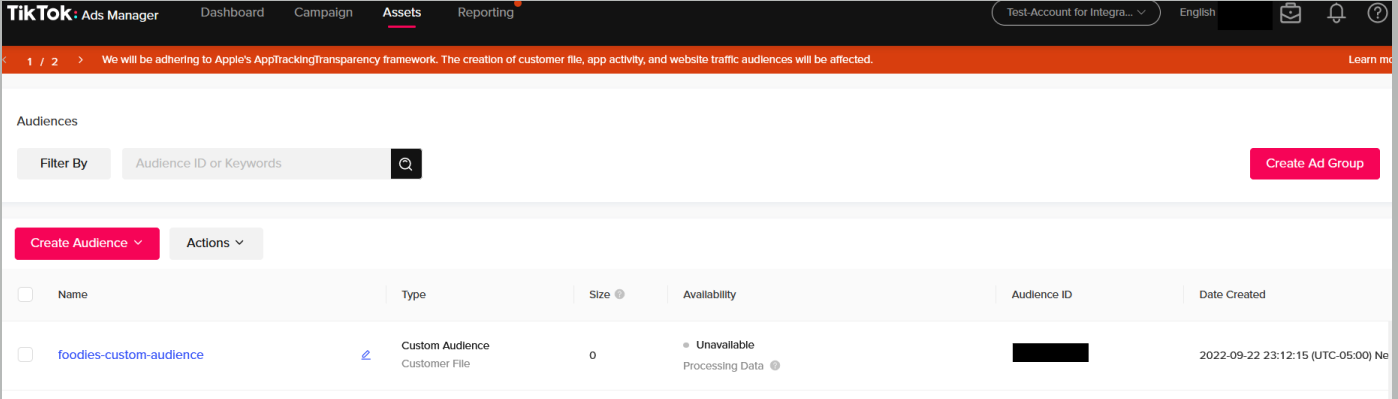 TikTok: Ads Manager Dashboard Campaign Assets Reporting Test-Account for Integra... English
1 / 2 We will be adhering to Apple's AppTrackingTransparency framework. The creation of customer file, app activity, and website traffic audiences will be affected. Learn mo
Audiences
Filter By Audience ID or Keywords Create Ad Group
Create Audience Actions
Name Type Size Availability Audience ID Date Created
foodies-custom-audience Custom Audience 0 Unavailable 2022-09-22 23:12:15 (UTC-05:00) Ne
Customer File Processing Data